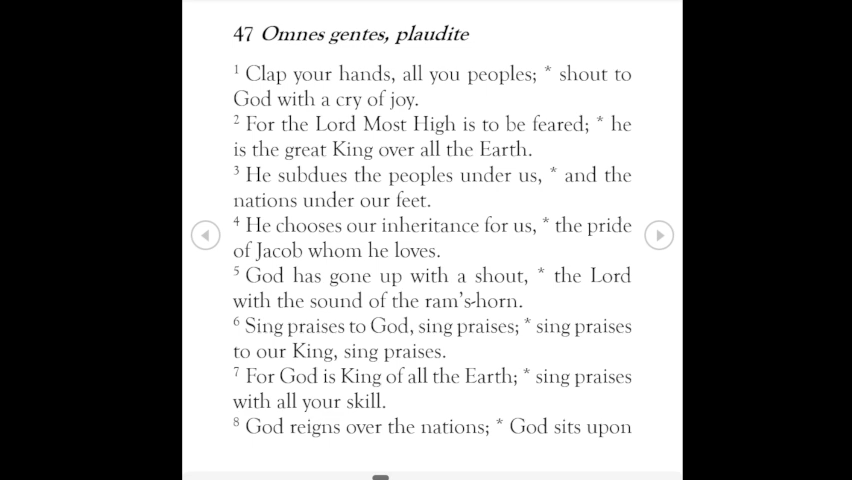 47 Omnes gentes, plaudite
1 Clap your hands, all you peoples; * shout to
God with a cry of joy.
2 For the Lord Most High is to be feared; * he
is the great King over all the Earth.
3 He subdues the peoples under us, * and the
nations under our feet.
4 He chooses our inheritance for us, * the pride
of Jacob whom he loves.
5 God has gone up with a shout, * the Lord
with the sound of the ram’s-horn.
6 Sing praises to God, sing praises; * sing praises
to our King, sing praises.
7 For God is King of all the Earth; * sing praises
with all your skill.
8 God reigns over the nations; * God sits upon